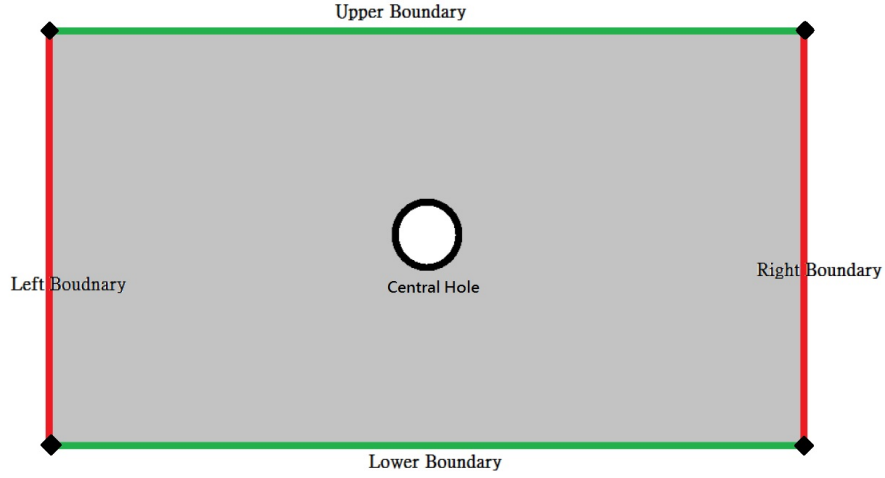 Upper Boundary
Central Hole
Left Boudnary
Right Boundary
Lower Boundary